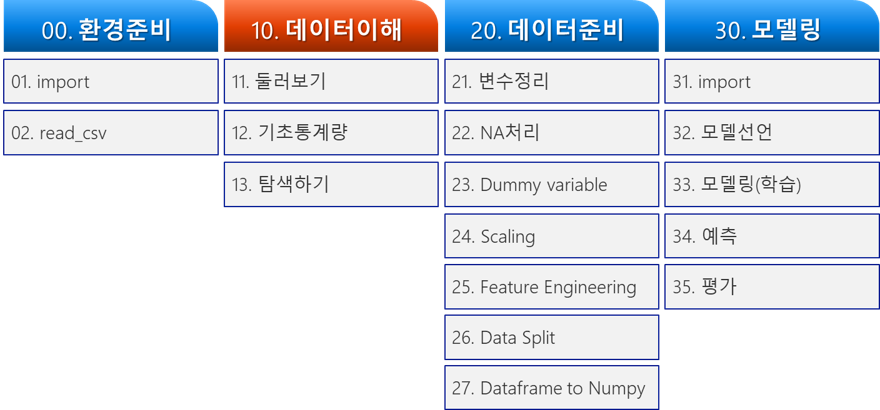 00. 환경준비
01. import
02. read_csv
10. 데이터이해
11. 둘러보기
12. 기초통계량
13. 탐색하기
20. 데이터준비
21. 변수정리
22. NA처리
23. Dummy variable
24. Scaling
25. Feature Engineering
26. Data Split
27. Dataframe to Numpy
30. 모델링
31. import
32. 모델선언
33. 모델링(학습)
34. 예측
35. 평가